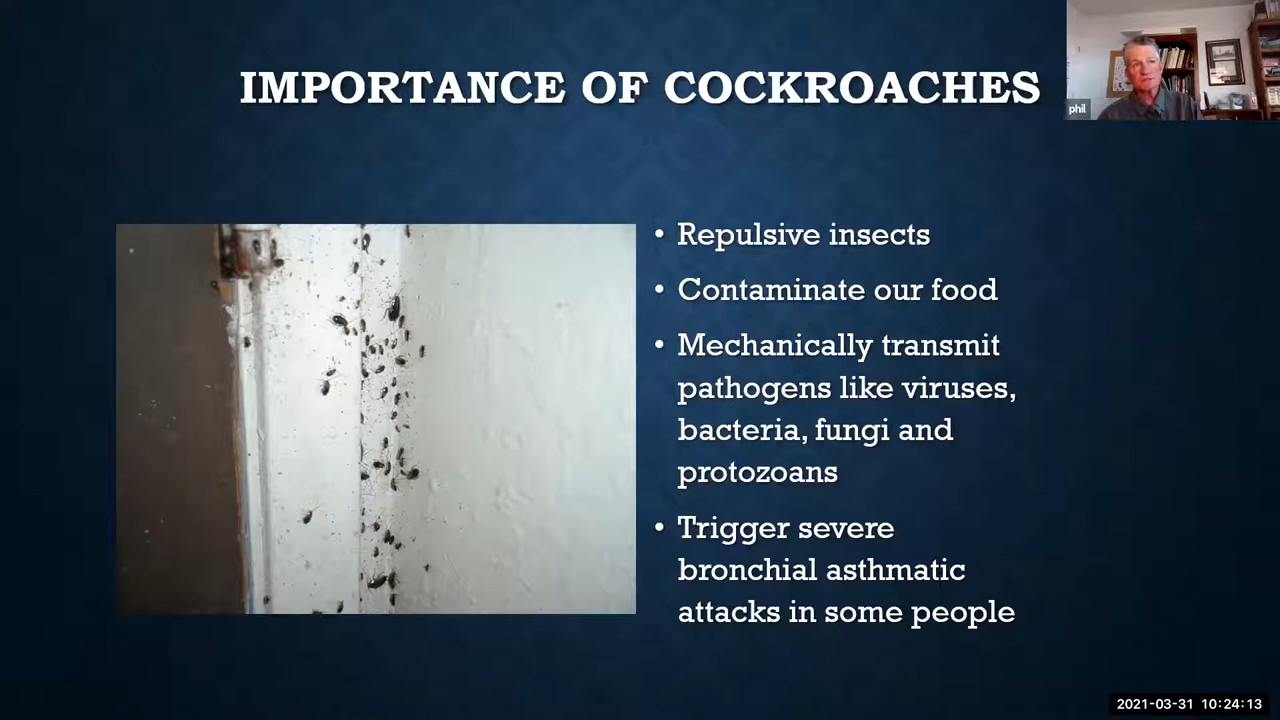 IMPORTANCE OF COCKROACHES
phil
• Repulsive insects
• Contaminate our food
• Mechanically transmit
pathogens like viruses,
bacteria, fungi and
protozoans
• Trigger severe
bronchial asthmatic
attacks in some people
2021-03-31 10:24:13